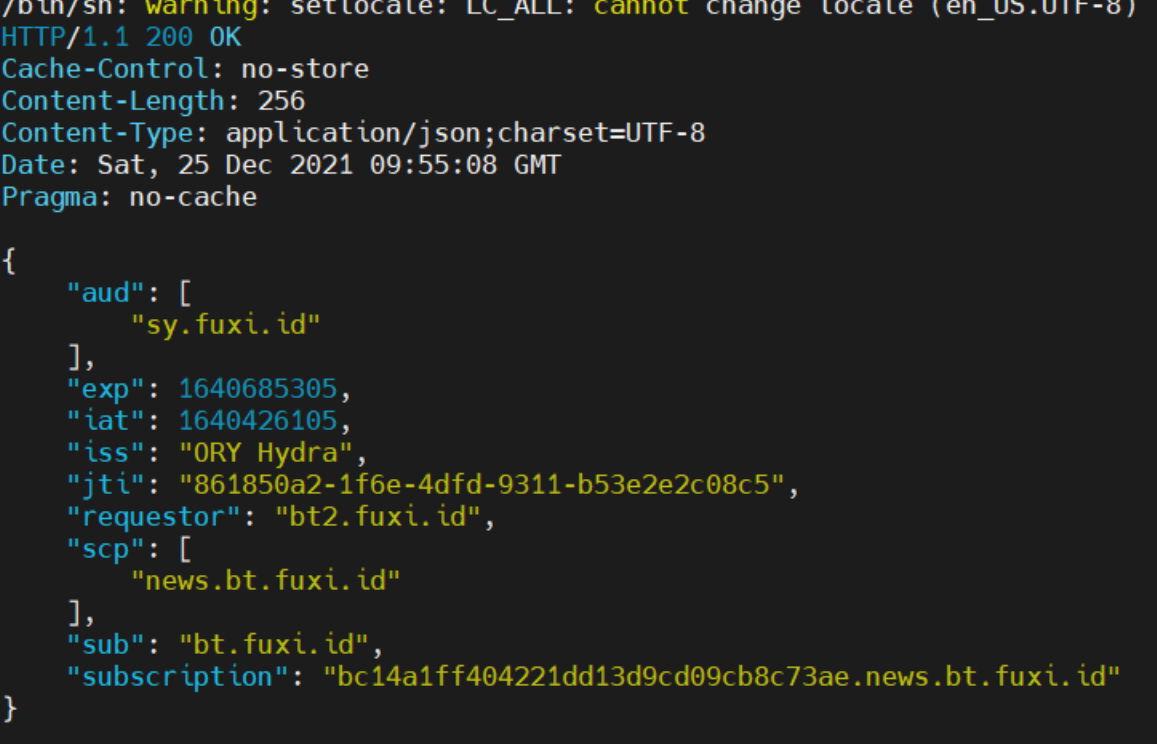 /bin/sh: warning: setlocale: LC_ALL: cannot change locale (en_US.UTF-8)
HTTP/1.1 200 OK
Cache-Control: no-store
Content-Length: 256
Content-Type: application/json;charset=UTF-8
Date: Sat, 25 Dec 2021 09:55:08 GMT
Pragma: no-cache
{
"aud": [
"sy.fuxi.id"
],
"exp": 1640685305,
"iat": 1640426105,
"iss": "ORY Hydra",
"jti": "861850a2-1f6e-4dfd-9311-b53e2e2c08c5",
"requestor": "bt2.fuxi.id",
"scp": [
"news.bt.fuxi.id"
],
"sub": "bt.fuxi.id",
"subscription": "bc14a1ff404221dd13d9cd09cb8c73ae.news.bt.fuxi.id"
}